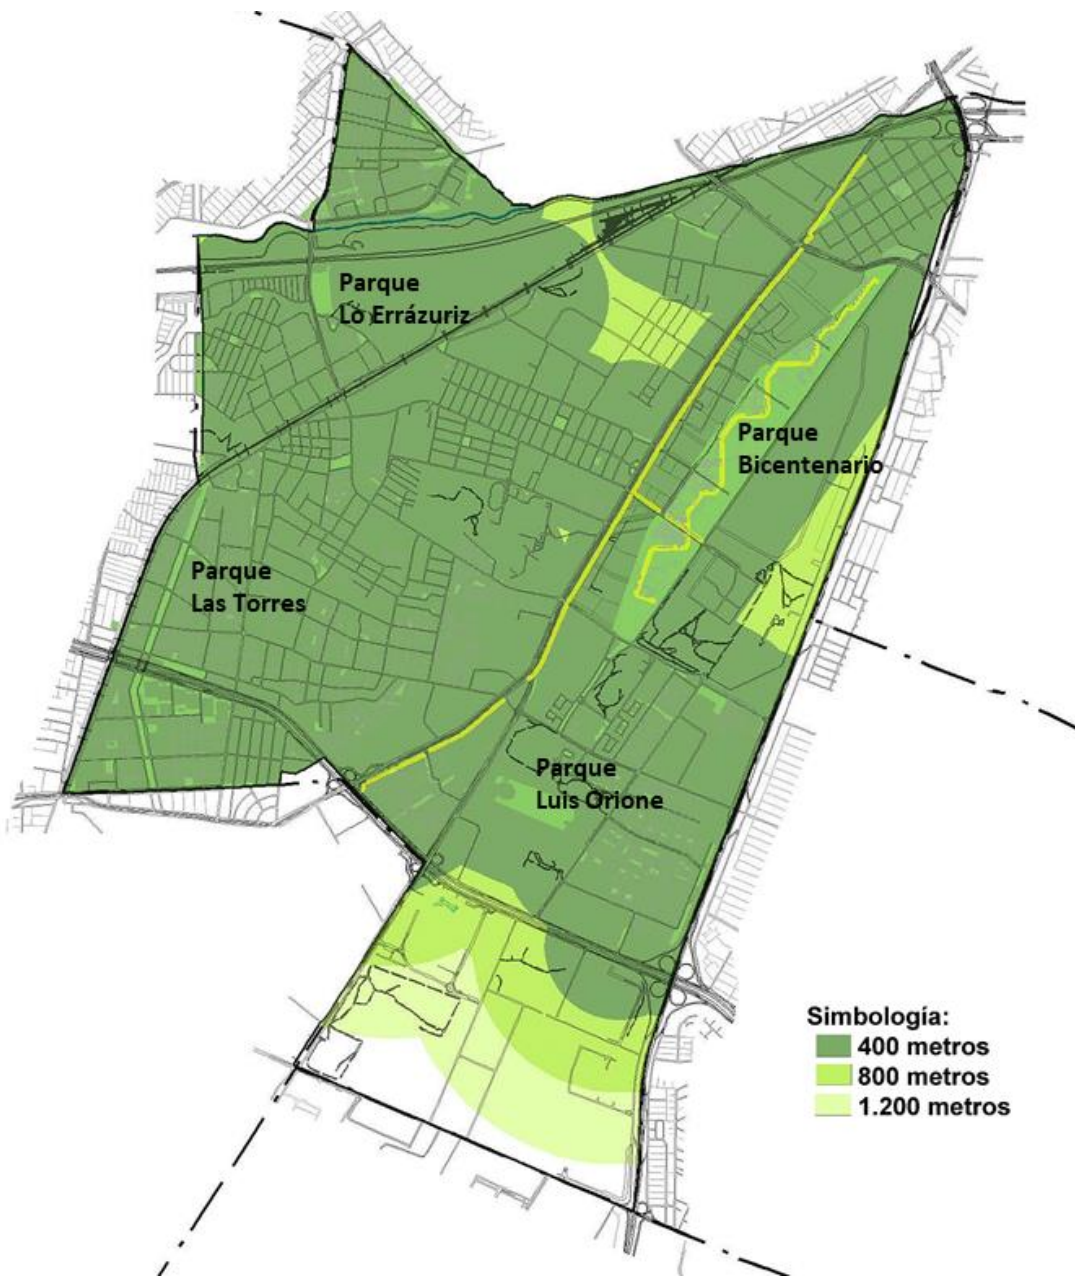 Parque
Lo Errázuriz
Parque
Bicentenario
Parque
Las Torres
Parque
Luis Orione
Simbología:
400 metros
800 metros
1.200 metros